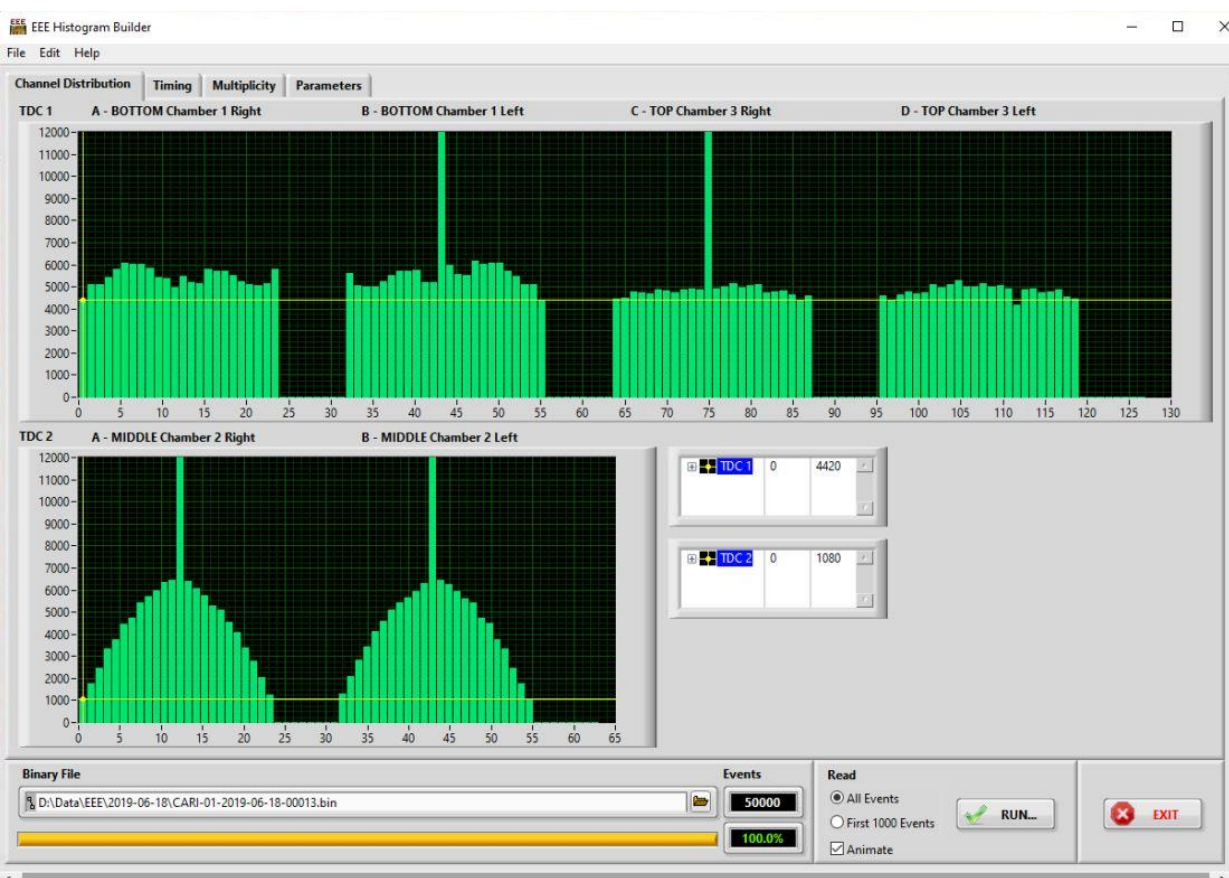 EEE Histogram Builder
File Edit Help
Channel Distribution Timing Multiplicity Parameters
TDC 1 A - BOTTOM Chamber 1 Right B - BOTTOM Chamber 1 Left C - TOP Chamber 3 Right D - TOP Chamber 3 Left
12000
11000
10000
9000
8000
7000
6000
5000
4000
3000
2000
1000
0
0 5 10 15 20 25 30 35 40 45 50 55 60 65 70 75 80 85 90 95 100 105 110 115 120 125 130
TDC 2 A - MIDDLE Chamber 2 Right B - MIDDLE Chamber 2 Left
12000
11000
10000
9000
8000
7000
6000
5000
4000
3000
2000
1000
0
0 5 10 15 20 25 30 35 40 45 50 55 60 65
TDC 1 0 4420
TDC 2 0 1080
Binary File
D:\Data\EEE\2019-06-18\CARI-01-2019-06-18-00013.bin
Events
50000
100.0%
Read
All Events
First 1000 Events
Animate
RUN...
EXIT